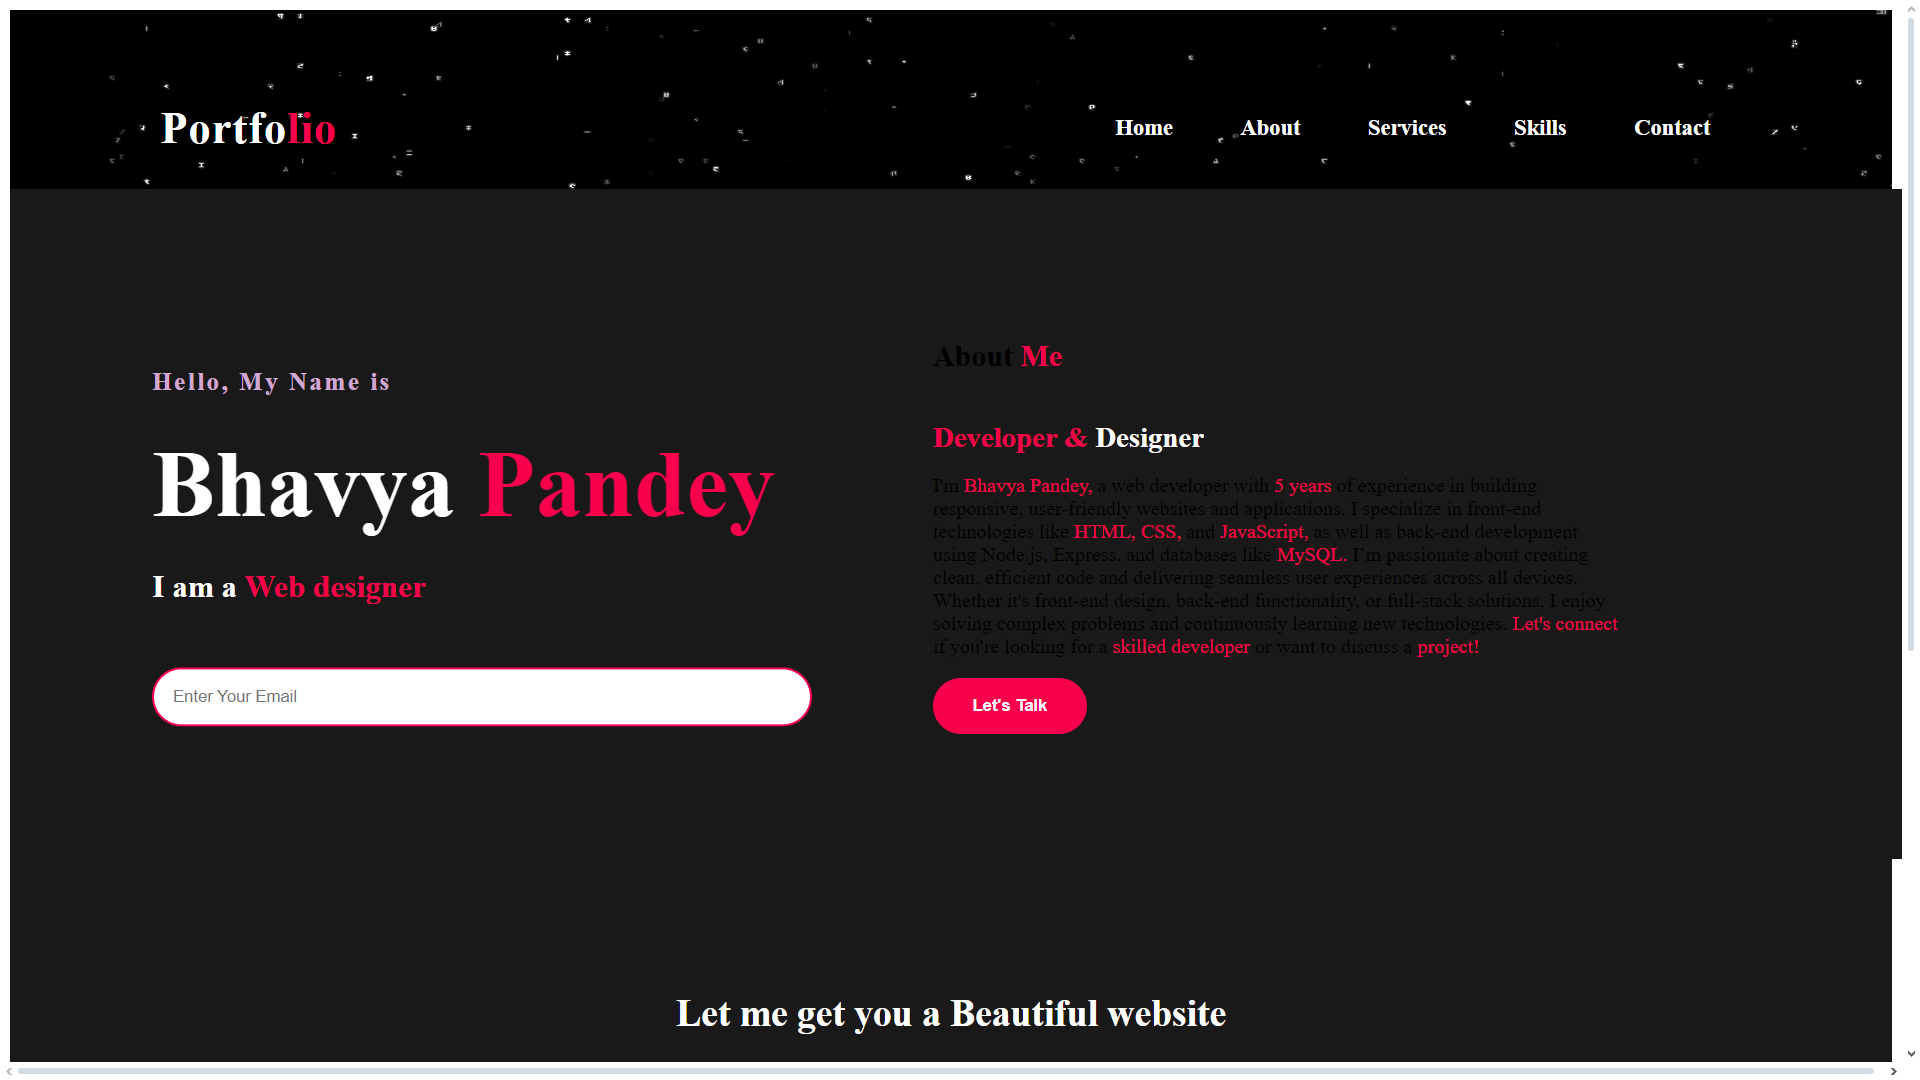 Portfolio
Home About Services Skills Contact
Hello, My Name is
Bhavya Pandey
I am a Web designer
Enter Your Email
About Me
Developer & Designer
I'm Bhavya Pandey, a web developer with 5 years of experience in building
responsive, user-friendly websites and applications. I specialize in front-end
technologies like HTML, CSS, and JavaScript, as well as back-end development
using Node.js, Express, and databases like MySQL. I’m passionate about creating
clean, efficient code and delivering seamless user experiences across all devices.
Whether it's front-end design, back-end functionality, or full-stack solutions, I enjoy
solving complex problems and continuously learning new technologies. Let's connect
if you're looking for a skilled developer or want to discuss a project!
Let's Talk
Let me get you a Beautiful website